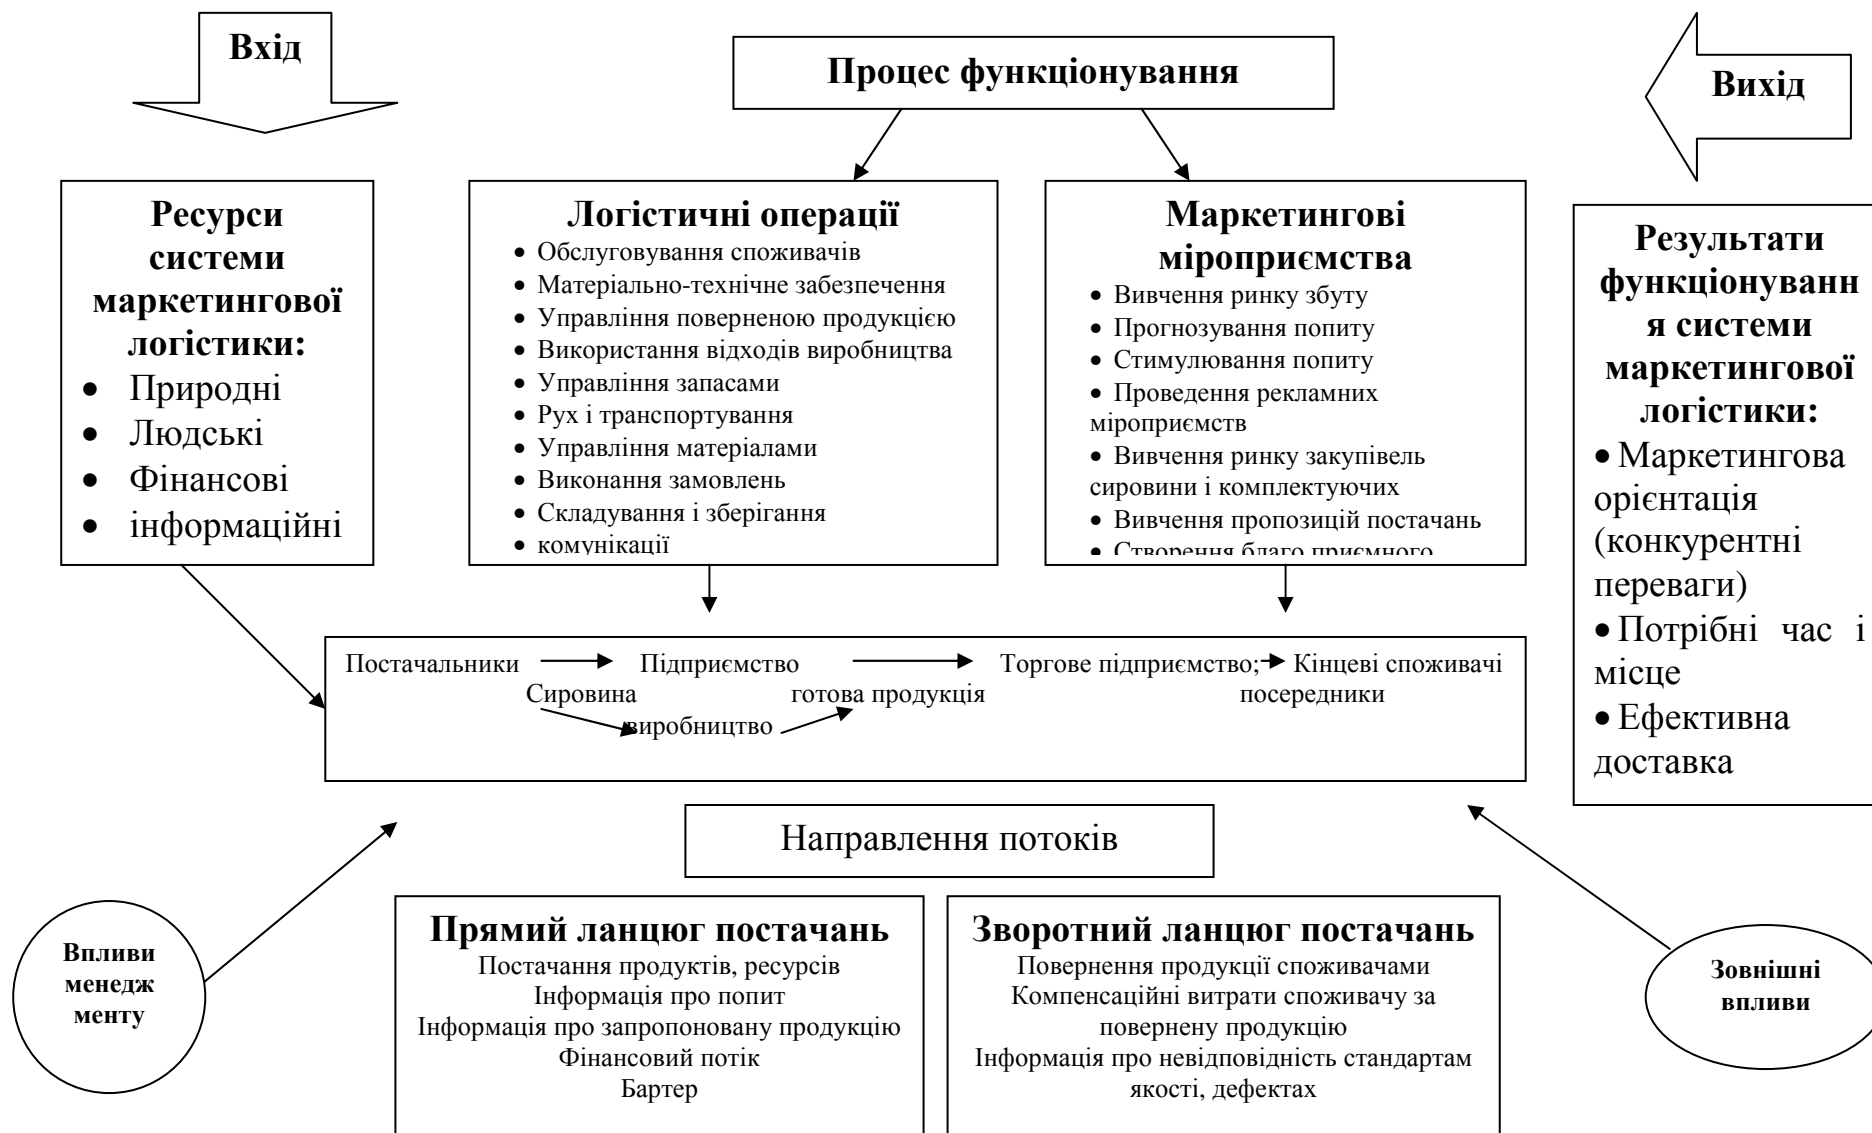 Вхід
Процес функціонування
Вихід
Ресурси
системи
маркетингової
логістики:
• Природні
• Людські
• Фінансові
• інформаційні
Логістичні операції
• Обслуговування споживачів
• Матеріально-технічне забезпечення
• Управління поверненою продукцією
• Використання відходів виробництва
• Управління запасами
• Рух і транспортування
• Управління матеріалами
• Виконання замовлень
• Складування і зберігання
• комунікації
Маркетингові
міроприємства
• Вивчення ринку збуту
• Прогнозування попиту
• Стимулювання попиту
• Проведення рекламних
міроприємств
• Вивчення ринку закупівель
сировини і комплектуючих
• Вивчення пропозицій постачань
• Створення благо приємного
Результати
функціонуванн
я системи
маркетингової
логістики:
• Маркетингова
орієнтація
(конкурентні
переваги)
• Потрібні час і
місце
• Ефективна
доставка
Постачальники Підприємство Торгове підприємство; Кінцеві споживачі
Сировина готова продукція посередники
виробництво
Направлення потоків
Впливи
менедж
менту
Прямий ланцюг постачань
Постачання продуктів, ресурсів
Інформація про попит
Інформація про запропоновану продукцію
Фінансовий потік
Бартер
Зворотний ланцюг постачань
Повернення продукції споживачами
Компенсаційні витрати споживачу за
повернену продукцію
Інформація про невідповідність стандартам
якості, дефектах
Зовнішні
впливи